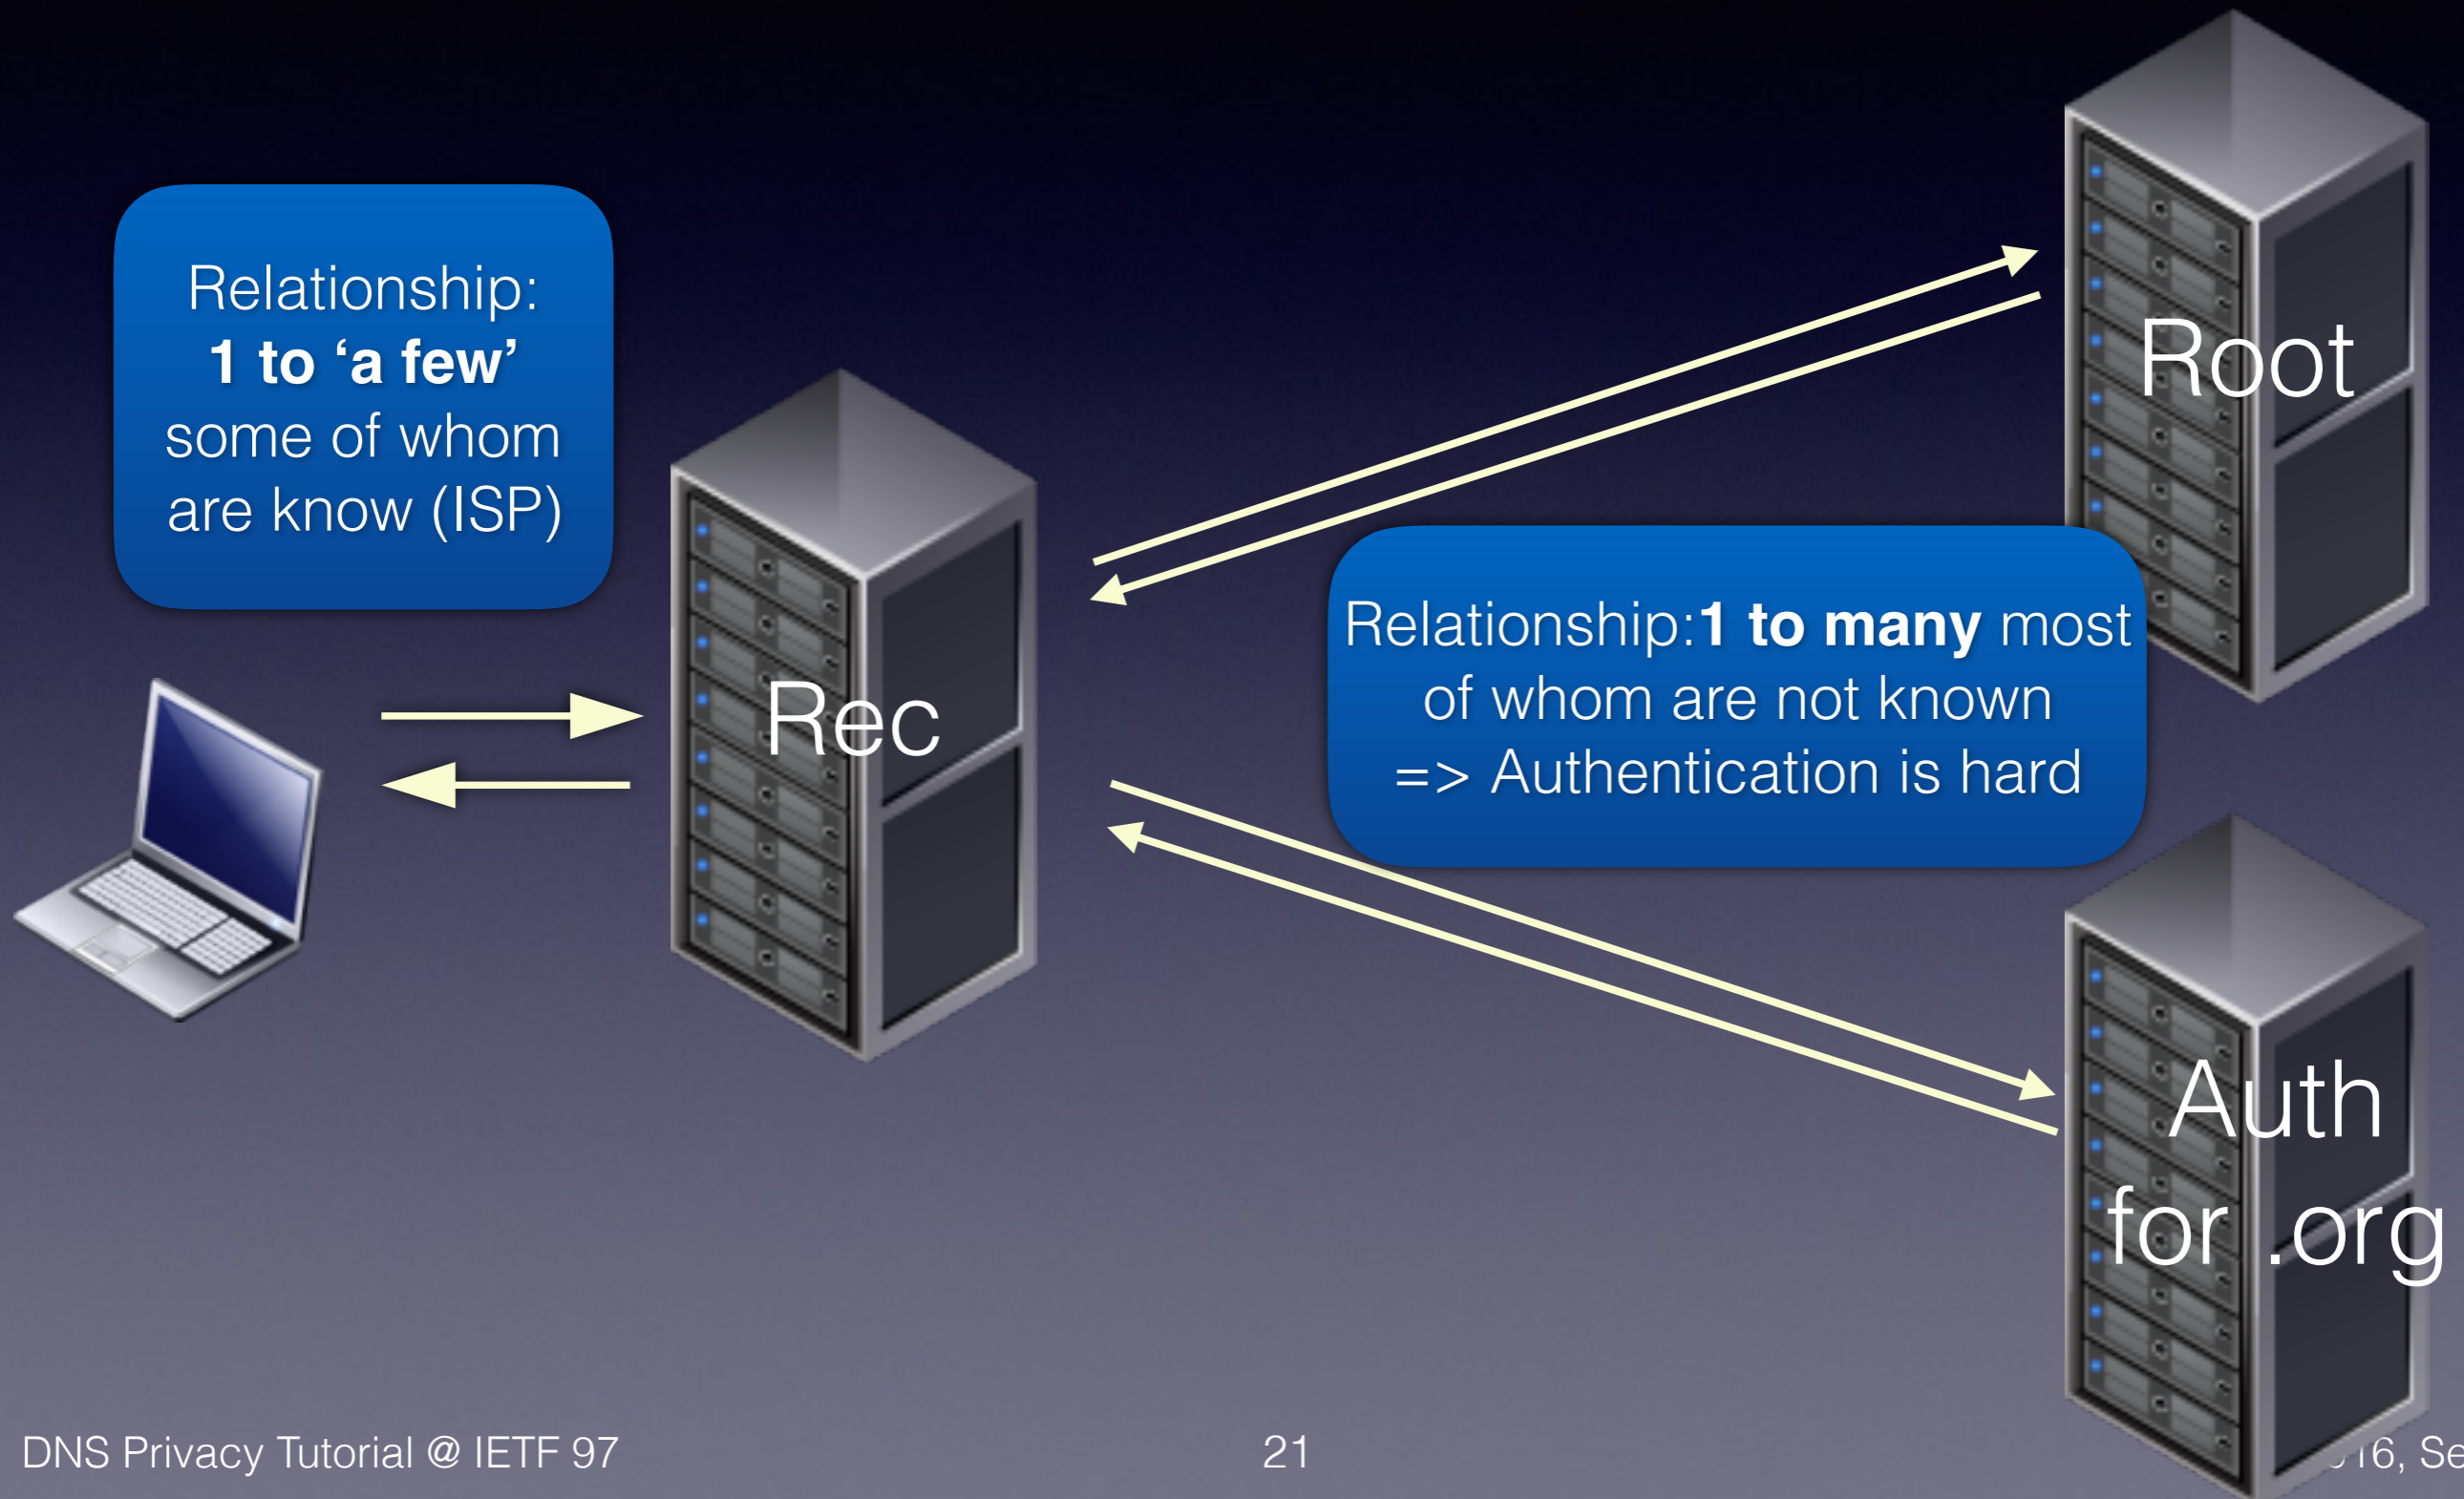 Relationship:
1 to ‘a few’
some of whom
are know (ISP)
Rec
Root
Relationship:1 to many most
of whom are not known
=> Authentication is hard
Auth
for .org
DNS Privacy Tutorial @ IETF 97
21